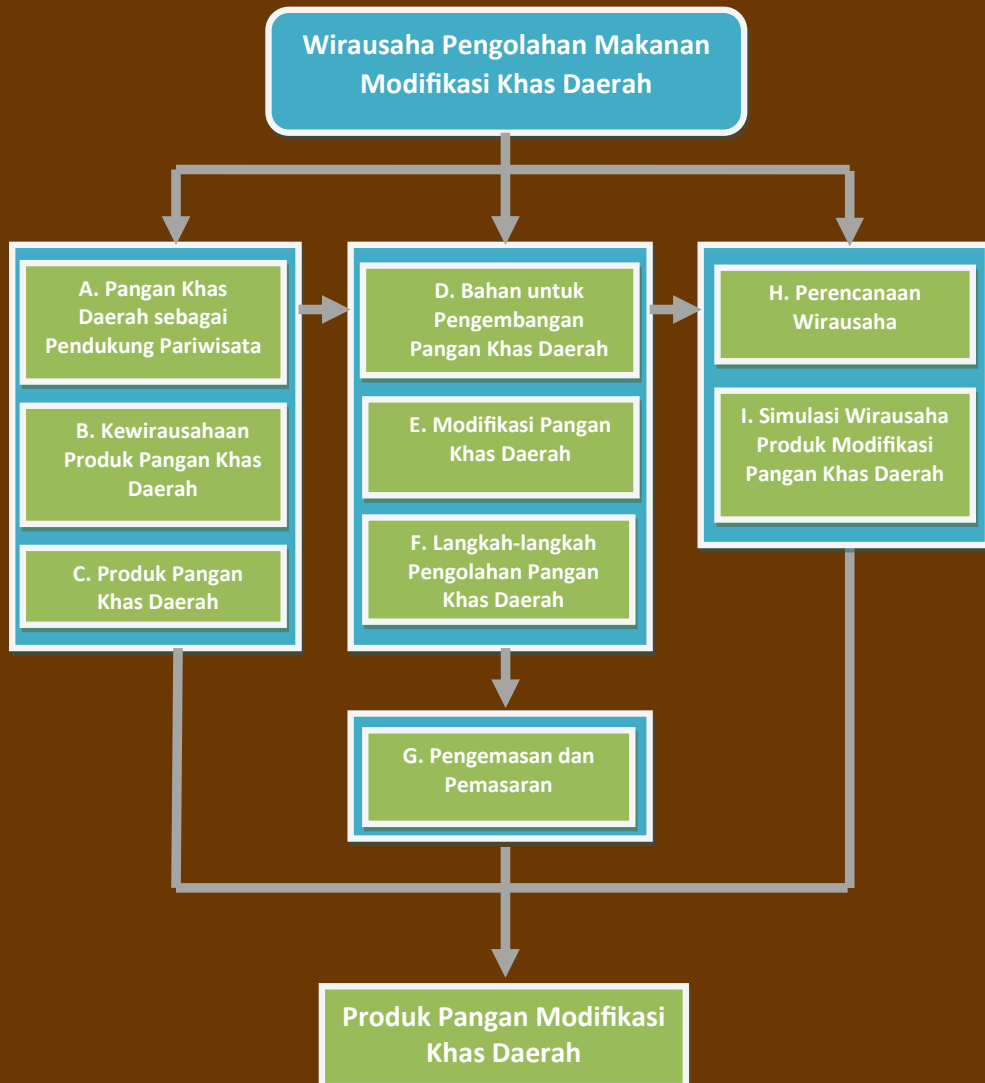 Wirausaha Pengolahan Makanan
Modifikasi Khas Daerah
A. Pangan Khas
Daerah sebagai
Pendukung Pariwisata
B. Kewirausahaan
Produk Pangan Khas
Daerah
C. Produk Pangan
Khas Daerah
D. Bahan untuk
Pengembangan
Pangan Khas Daerah
E. Modifikasi Pangan
Khas Daerah
F. Langkah-langkah
Pengolahan Pangan
Khas Daerah
G. Pengemasan dan
Pemasaran
H. Perencanaan
Wirausaha
I. Simulasi Wirausaha
Produk Modifikasi
Pangan Khas Daerah
Produk Pangan Modifikasi
Khas Daerah